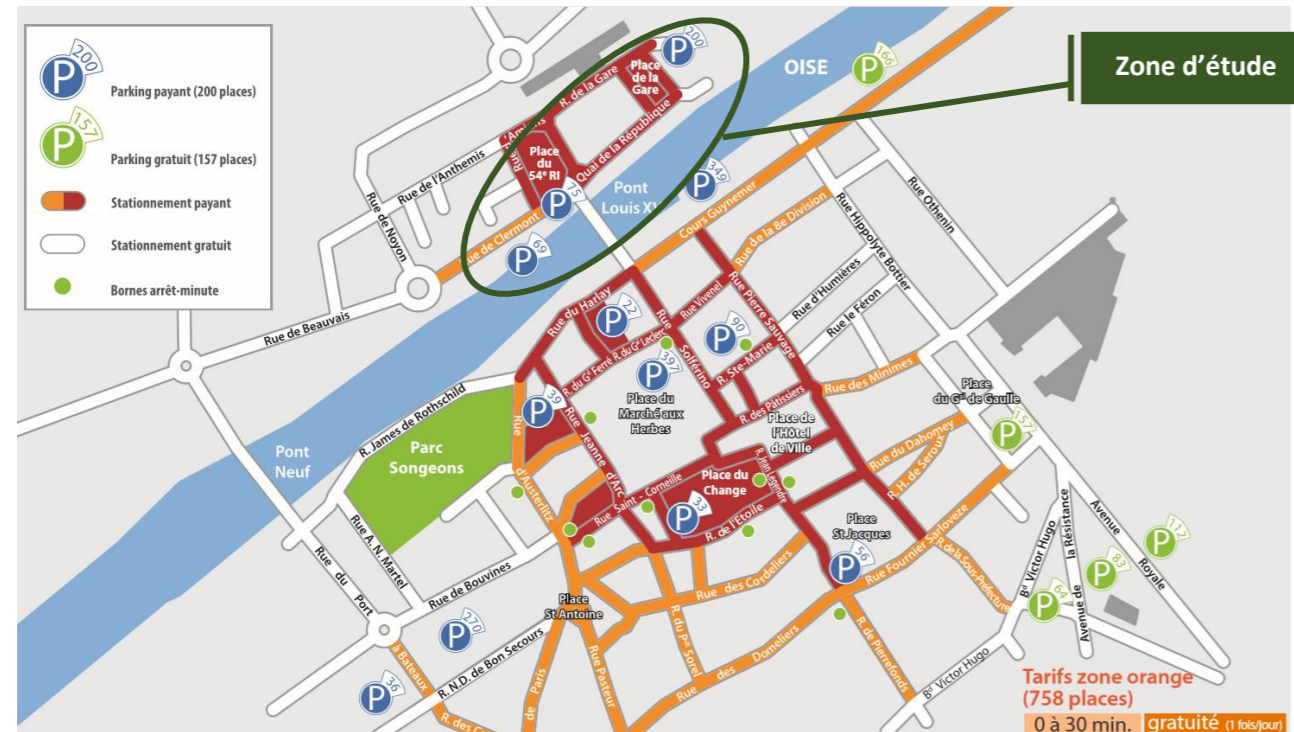 200
P
Parking payant (200 places)
157
P
Parking gratuit (157 places)
Stationnement payant
Stationnement gratuit
Bornes arrêt-minute
Zone d'étude
OISE
P
166
P
200
Place
de la
Gare
R. de la Gare
Quai de la République
d'Amiens
Place
du
54e RI
P
75
P
69
Rue de Clermont
Rue de l'Anthemis
Rue de Noyon
Rue de Beauvais
Pont
Louis XV
P
349
Cours Guynemer
Rue de la 8e Division
Rue Hippolyte Bottier
Rue Othenin
Rue d'Humières
Rue le Féron
Rue Pierre Sauvage
Rue Vivenel
P
90
R. Ste-Marie
Rue Solférino
Rue du Harlay
P
22
R. du Gd Ferré
R. du Gal Leclerc
P
397
Place du
Marché aux
Herbes
R. des Pâtissiers
Place de
l'Hôtel
de Ville
Rue des Minimes
Place
du Gal de Gaulle
P
157
Rue du Dahomey
R. H. de Seroux
R. James de Rothschild
Parc
Songeons
Pont
Neuf
Rue A. N. Martel
Rue du Port
Rue d'Austerlitz
P
39
Rue Jeanne d'Arc
Rue Saint - Corneille
Place du
Change
P
33
R. Jean Legendre
R. de l'Etoile
Place
St Jacques
P
56
Rue Fournier Sarloveze
R. de la Sous-Préfecture
Bd Victor Hugo
Avenue de la Résistance
Avenue Royale
P
112
P
83
P
64
Rue de Bouvines
Place
St Antoine
Rue des Cordeliers
R. du Pdt Sorel
Rue des Domeliers
R. de Pierrefonds
Bd Victor Hugo
P
270
R. N.D. de Bon Secours
P
36
à Bateaux
de Paris
Rue Pasteur
Tarifs zone orange
(758 places)
0 à 30 min. gratuité (1 fois/jour)